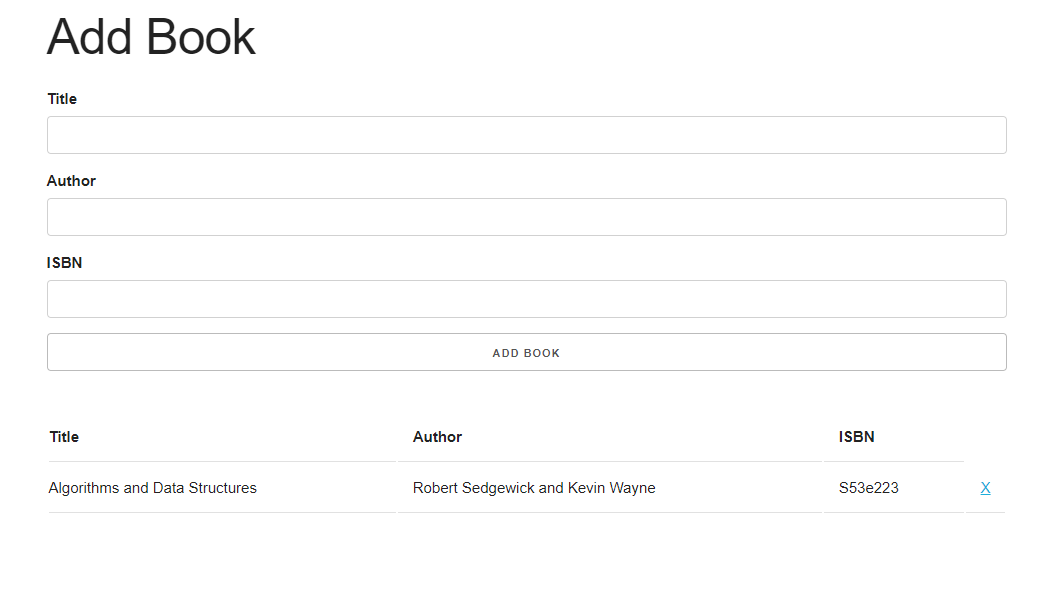 Add Book
Title
Author
ISBN
ADD BOOK
Title Author ISBN
Algorithms and Data Structures Robert Sedgewick and Kevin Wayne S53e223 X